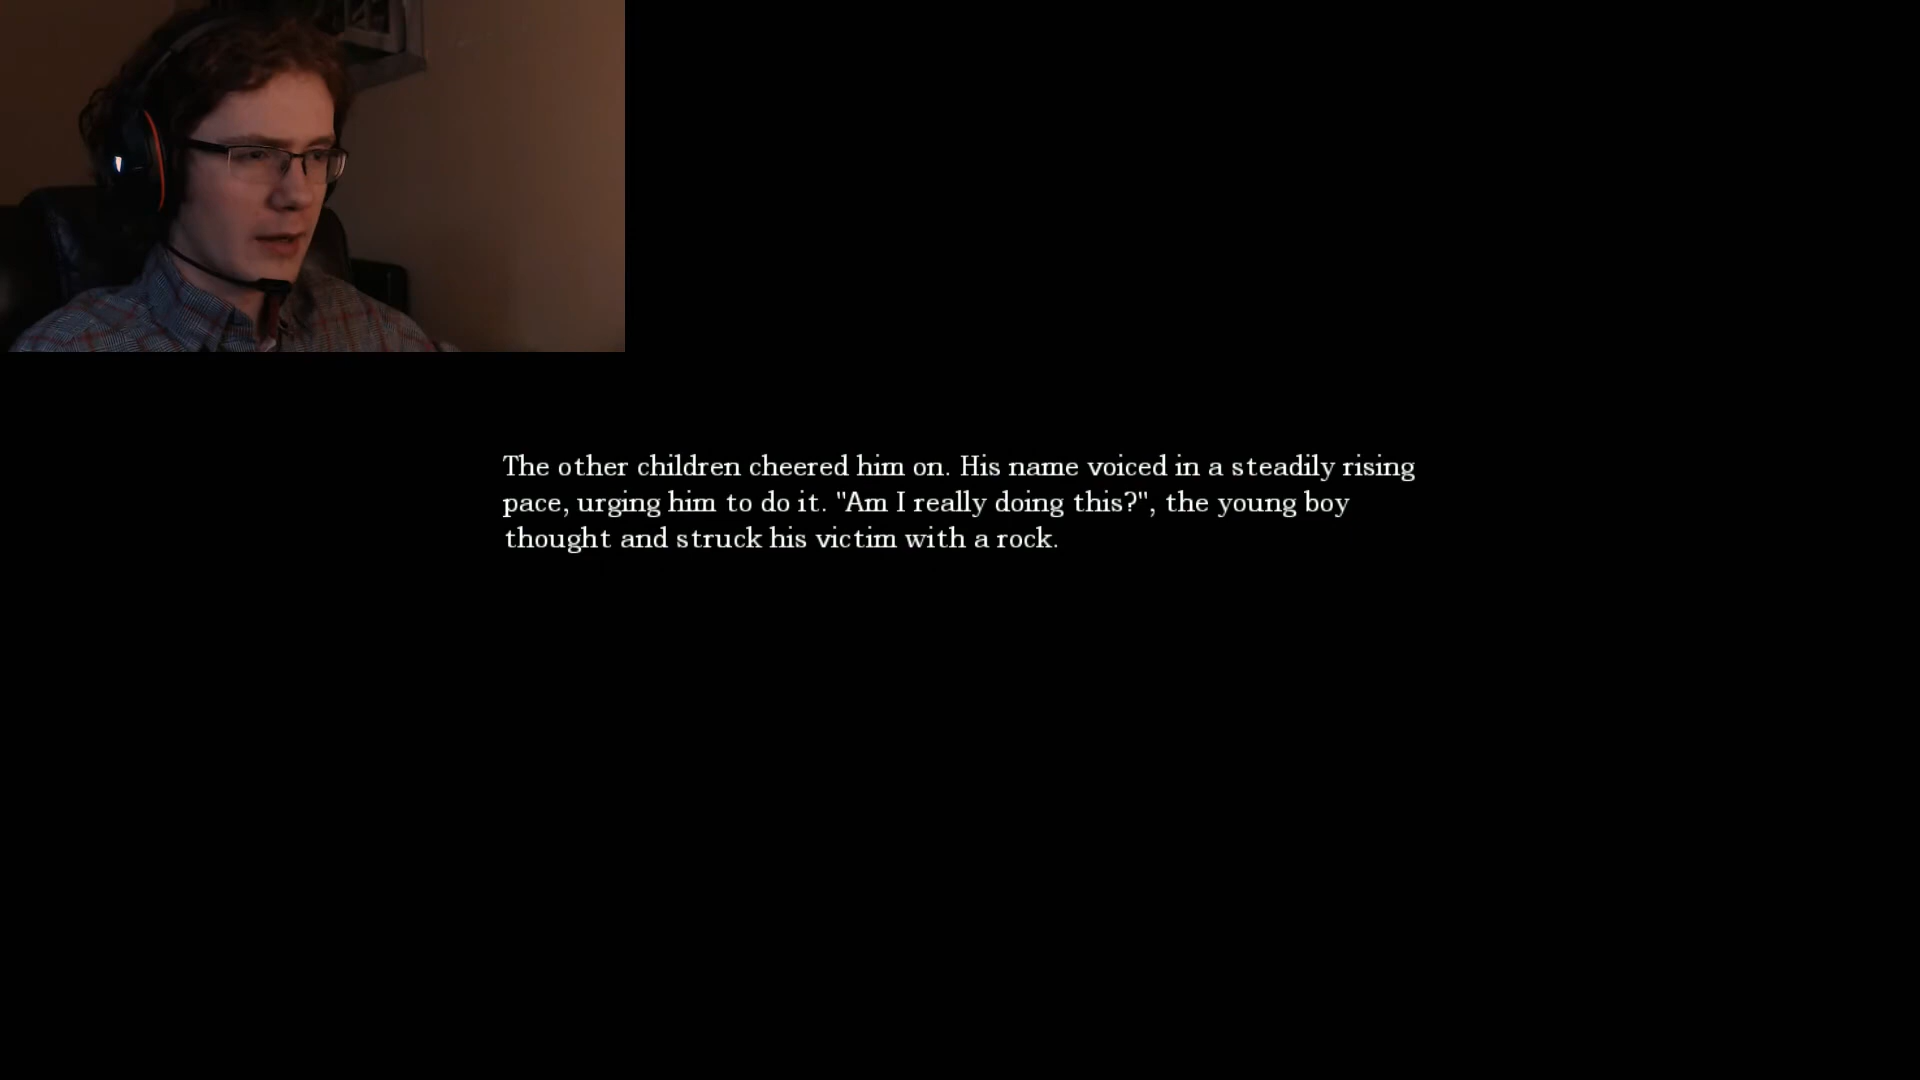 The other children cheered him on. His name voiced in a steadily rising
pace, urging him to do it. "Am I really doing this?", the young boy
thought and struck his victim with a rock.